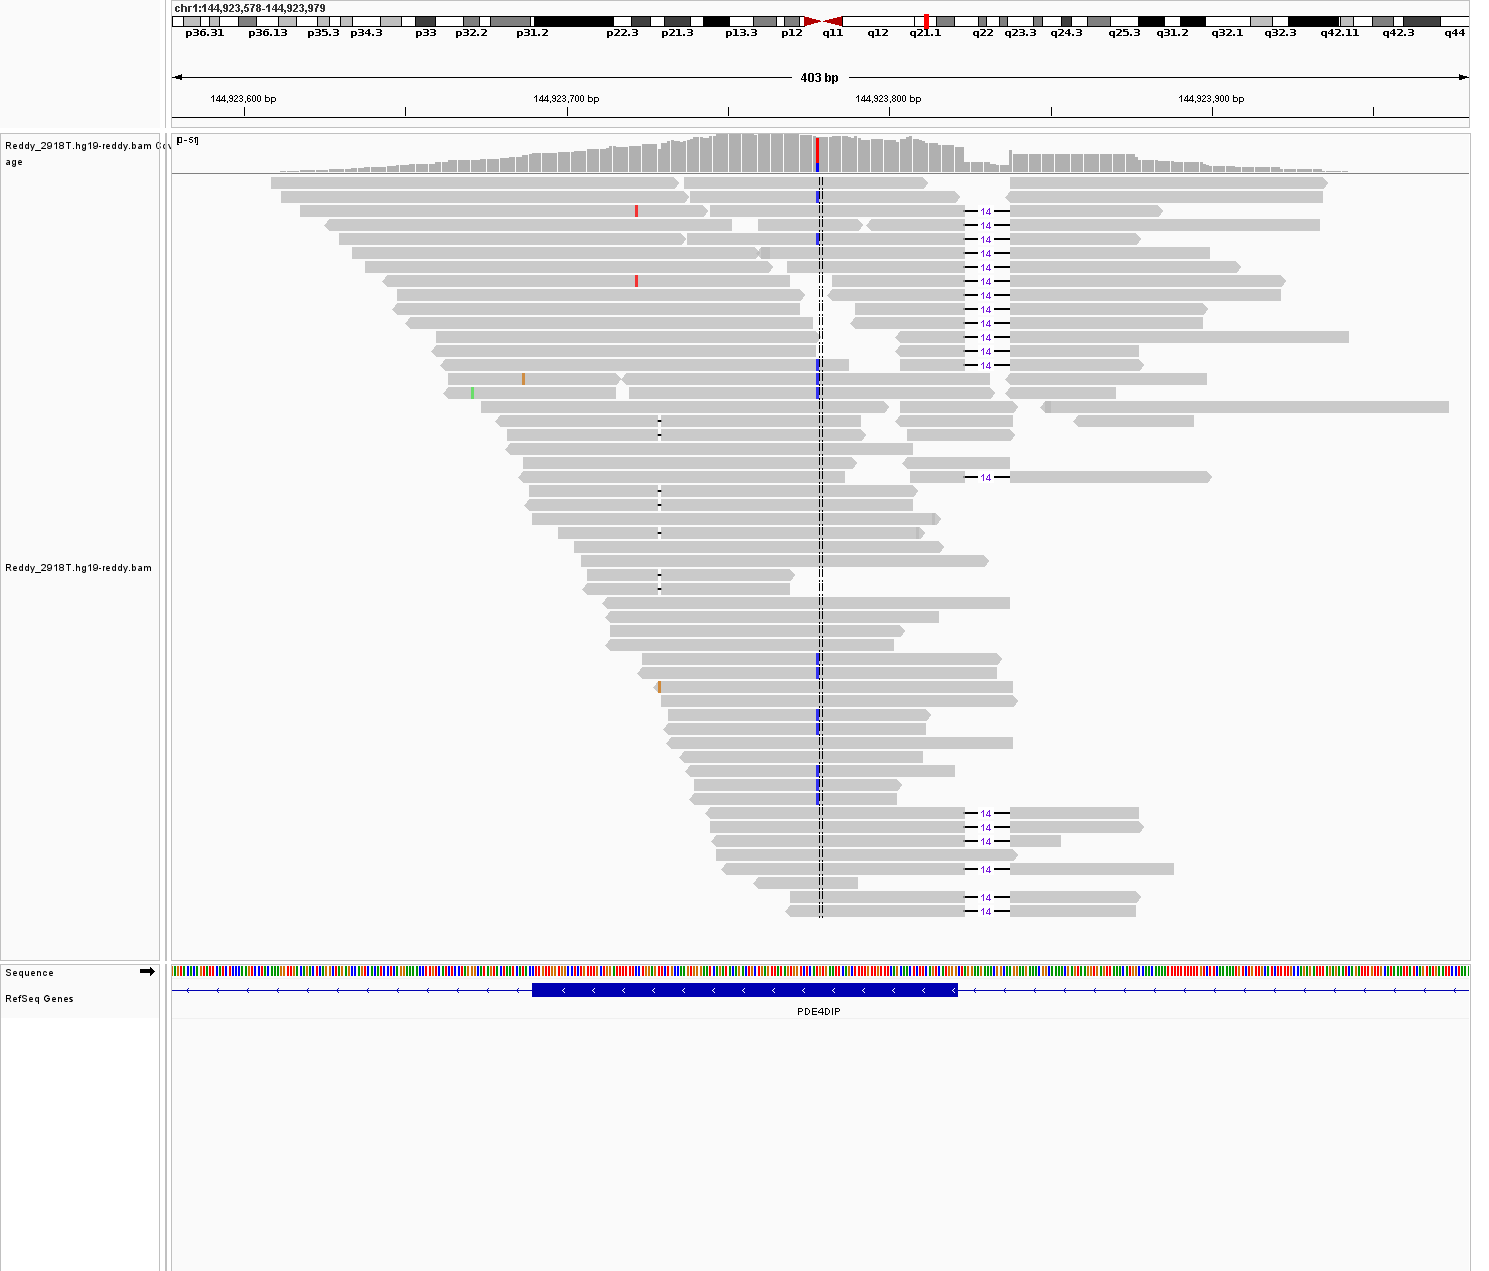 chr1:144,923,578-144,923,979
p36.31 p36.13 p35.3 p34.3 p33 p32.2 p31.2 p22.3 p21.3 p13.3 p12 q11 q12 q21.1 q22 q23.3 q24.3 q25.3 q31.2 q32.1 q32.3 q42.11 q42.3 q44
403 bp
144,923,600 bp 144,923,700 bp 144,923,800 bp 144,923,900 bp
[0-51]
Reddy_2918T.hg19-reddy.bam Cov
age
14
14
14
14
14
14
14
14
14
14
14
14
14
Reddy_2918T.hg19-reddy.bam
14
14
14
14
14
14
Sequence
RefSeq Genes
PDE4DIP